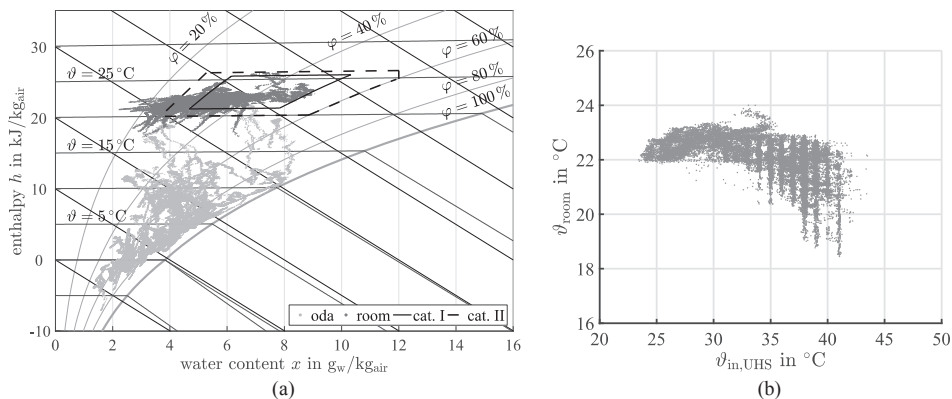 30
20
10
0
-10
0
2
4
6
8
10
12
14
16
enthalpy h in kJ/kg_air
water content x in g_w/kg_air
φ = 20 %
φ = 40 %
φ = 60 %
φ = 80 %
φ = 100 %
ϑ = 25 °C
ϑ = 15 °C
ϑ = 5 °C
oda room cat. I cat. II
(a)
26
24
22
20
18
16
20
25
30
35
40
45
50
ϑ_room in °C
ϑ_in,UHS in °C
(b)